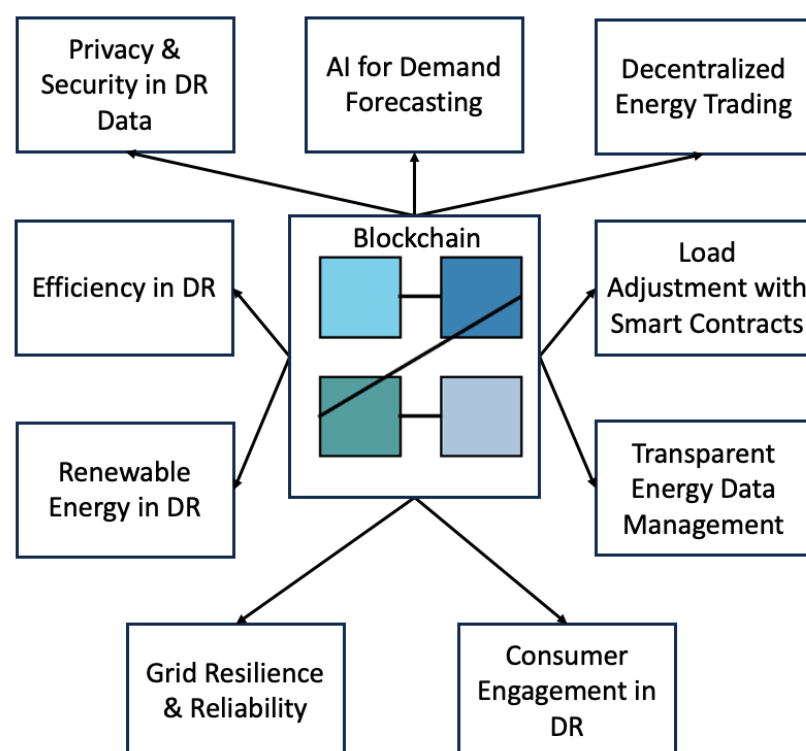 Privacy &
Security in DR
Data
AI for Demand
Forecasting
Decentralized
Energy Trading
Blockchain
Efficiency in DR
Load
Adjustment with
Smart Contracts
Renewable
Energy in DR
Transparent
Energy Data
Management
Grid Resilience
& Reliability
Consumer
Engagement in
DR